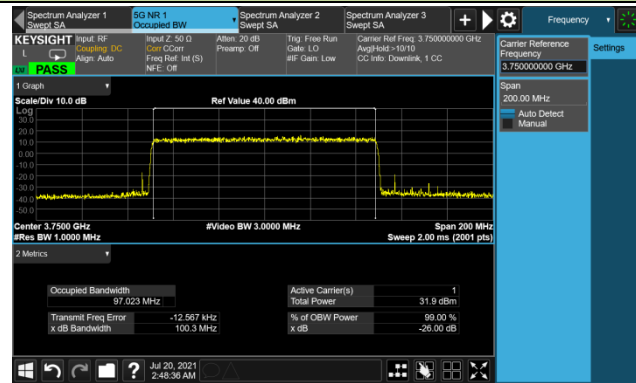 Spectrum Analyzer 1
Swept SA
5G NR 1
Occupied BW
Spectrum Analyzer 2
Swept SA
Spectrum Analyzer 3
Swept SA
Frequency
KEYSIGHT
L
PASS
Input: RF
Coupling: DC
Align: Auto
Input Z: 50 Ω
Corr CCorr
Freq Ref: Int (S)
NFE: Off
Atten: 20 dB
Preamp: Off
Trig: Free Run
Gate: LO
#IF Gain: Low
Carrier Ref Freq: 3.750000000 GHz
Avg|Hold:>10/10
CC Info: Downlink, 1 CC
Carrier Reference
Frequency
3.750000000 GHz
Settings
Span
200.00 MHz
Auto Detect
Manual
1 Graph
Scale/Div 10.0 dB
Ref Value 40.00 dBm
Log
30.0
20.0
10.0
0.00
-10.0
-20.0
-30.0
-40.0
-50.0
Center 3.7500 GHz
#Video BW 3.0000 MHz
Span 200 MHz
#Res BW 1.0000 MHz
Sweep 2.00 ms (2001 pts)
2 Metrics
Occupied Bandwidth
97.023 MHz
Active Carrier(s) 1
Total Power 31.9 dBm
Transmit Freq Error -12.567 kHz
% of OBW Power 99.00 %
x dB Bandwidth 100.3 MHz
x dB -26.00 dB
?
Jul 20, 2021
2:48:36 AM